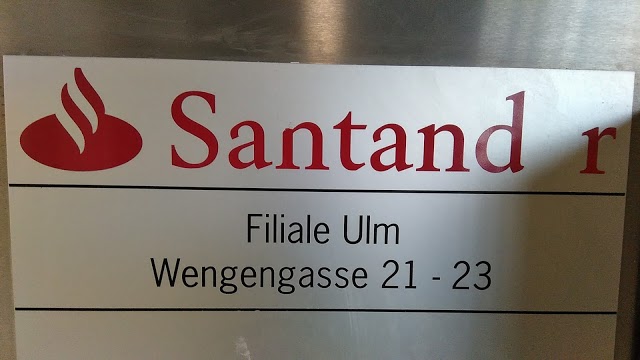 Santand r
Filiale Ulm
Wengengasse 21 - 23